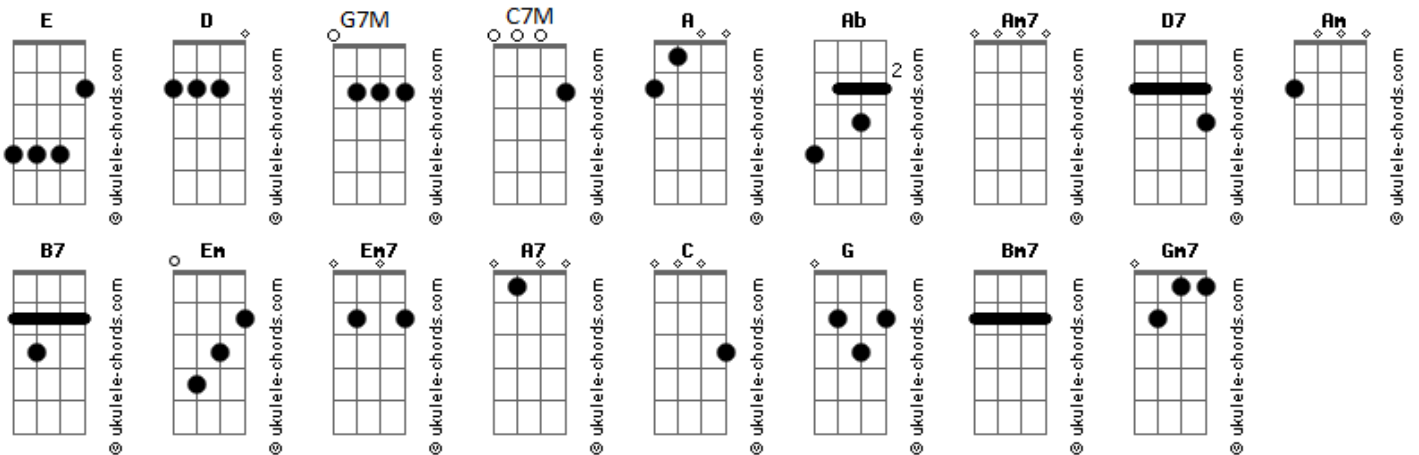 E D G7M C7M A Ab Am7 D7 Am
2
© ukulele-chords.com © ukulele-chords.com © ukulele-chords.com © ukulele-chords.com © ukulele-chords.com © ukulele-chords.com © ukulele-chords.com © ukulele-chords.com © ukulele-chords.com
B7 Em Em7 A7 C G Bm7 Gm7
© ukulele-chords.com © ukulele-chords.com © ukulele-chords.com © ukulele-chords.com © ukulele-chords.com © ukulele-chords.com © ukulele-chords.com © ukulele-chords.com